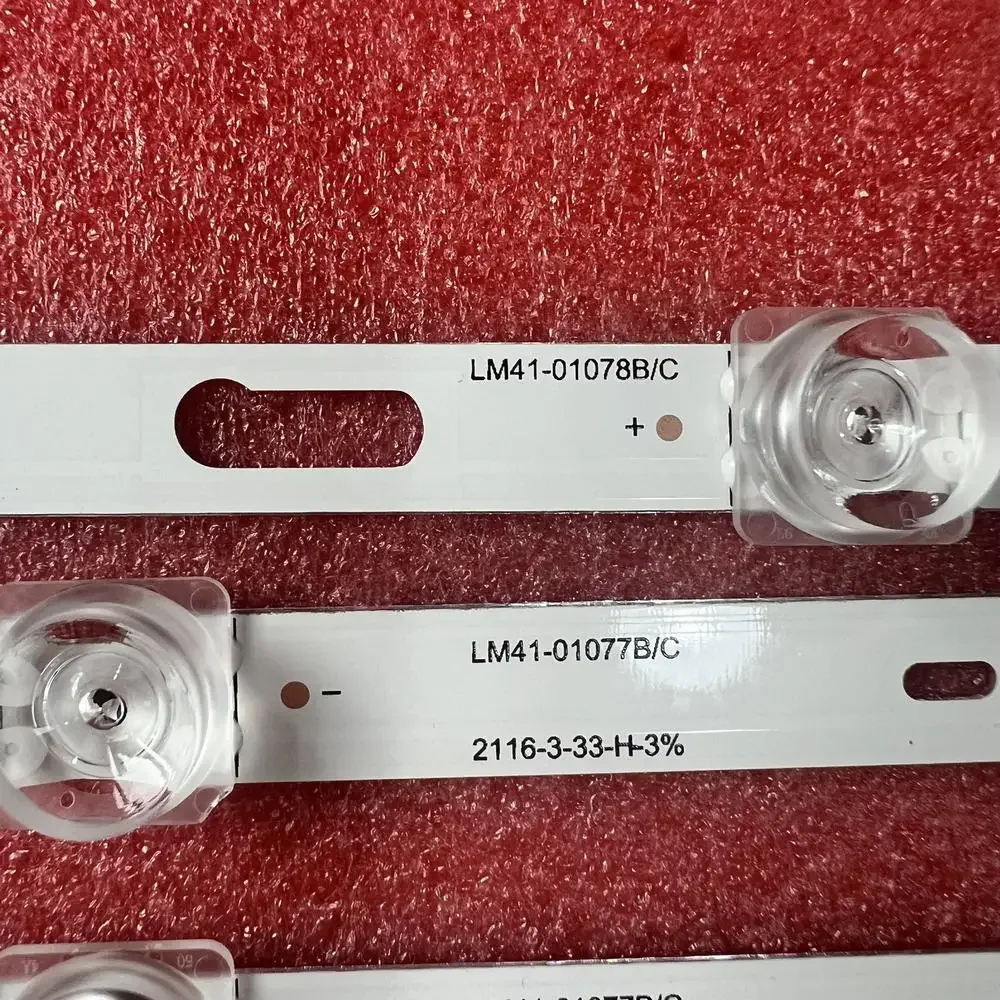 LM41-01078B/C
+
LM41-01077B/C
-
2116-3-33-H-3%